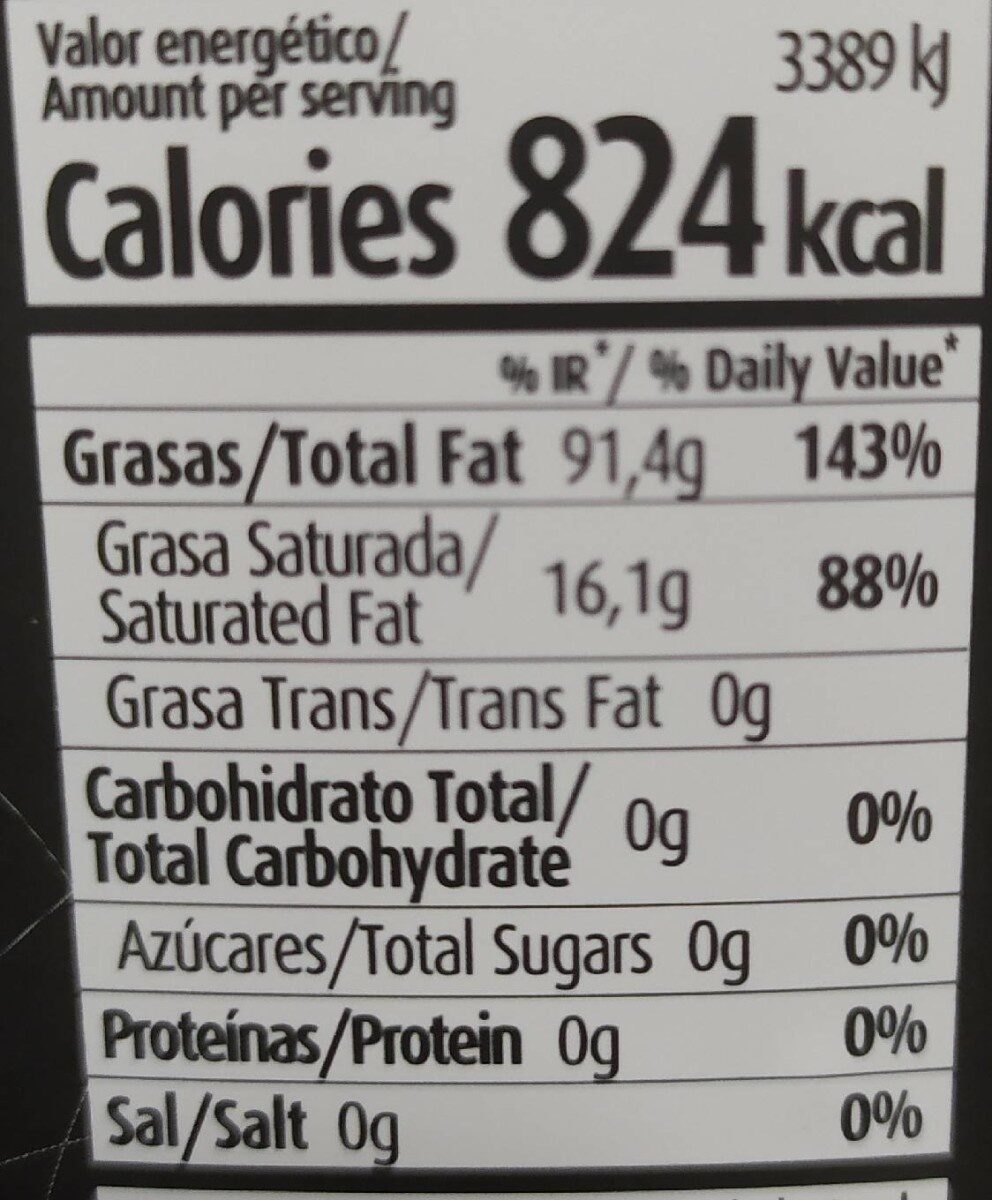 Valor energético/ 3389 kJ
Amount per serving
Calories 824 kcal
% IR*/ % Daily Value*
Grasas/Total Fat 91,4g 143%
Grasa Saturada/
Saturated Fat 16,1g 88%
Grasa Trans/Trans Fat 0g
Carbohidrato Total/
Total Carbohydrate 0g 0%
Azúcares/Total Sugars 0g 0%
Proteínas/Protein 0g 0%
Sal/Salt 0g 0%